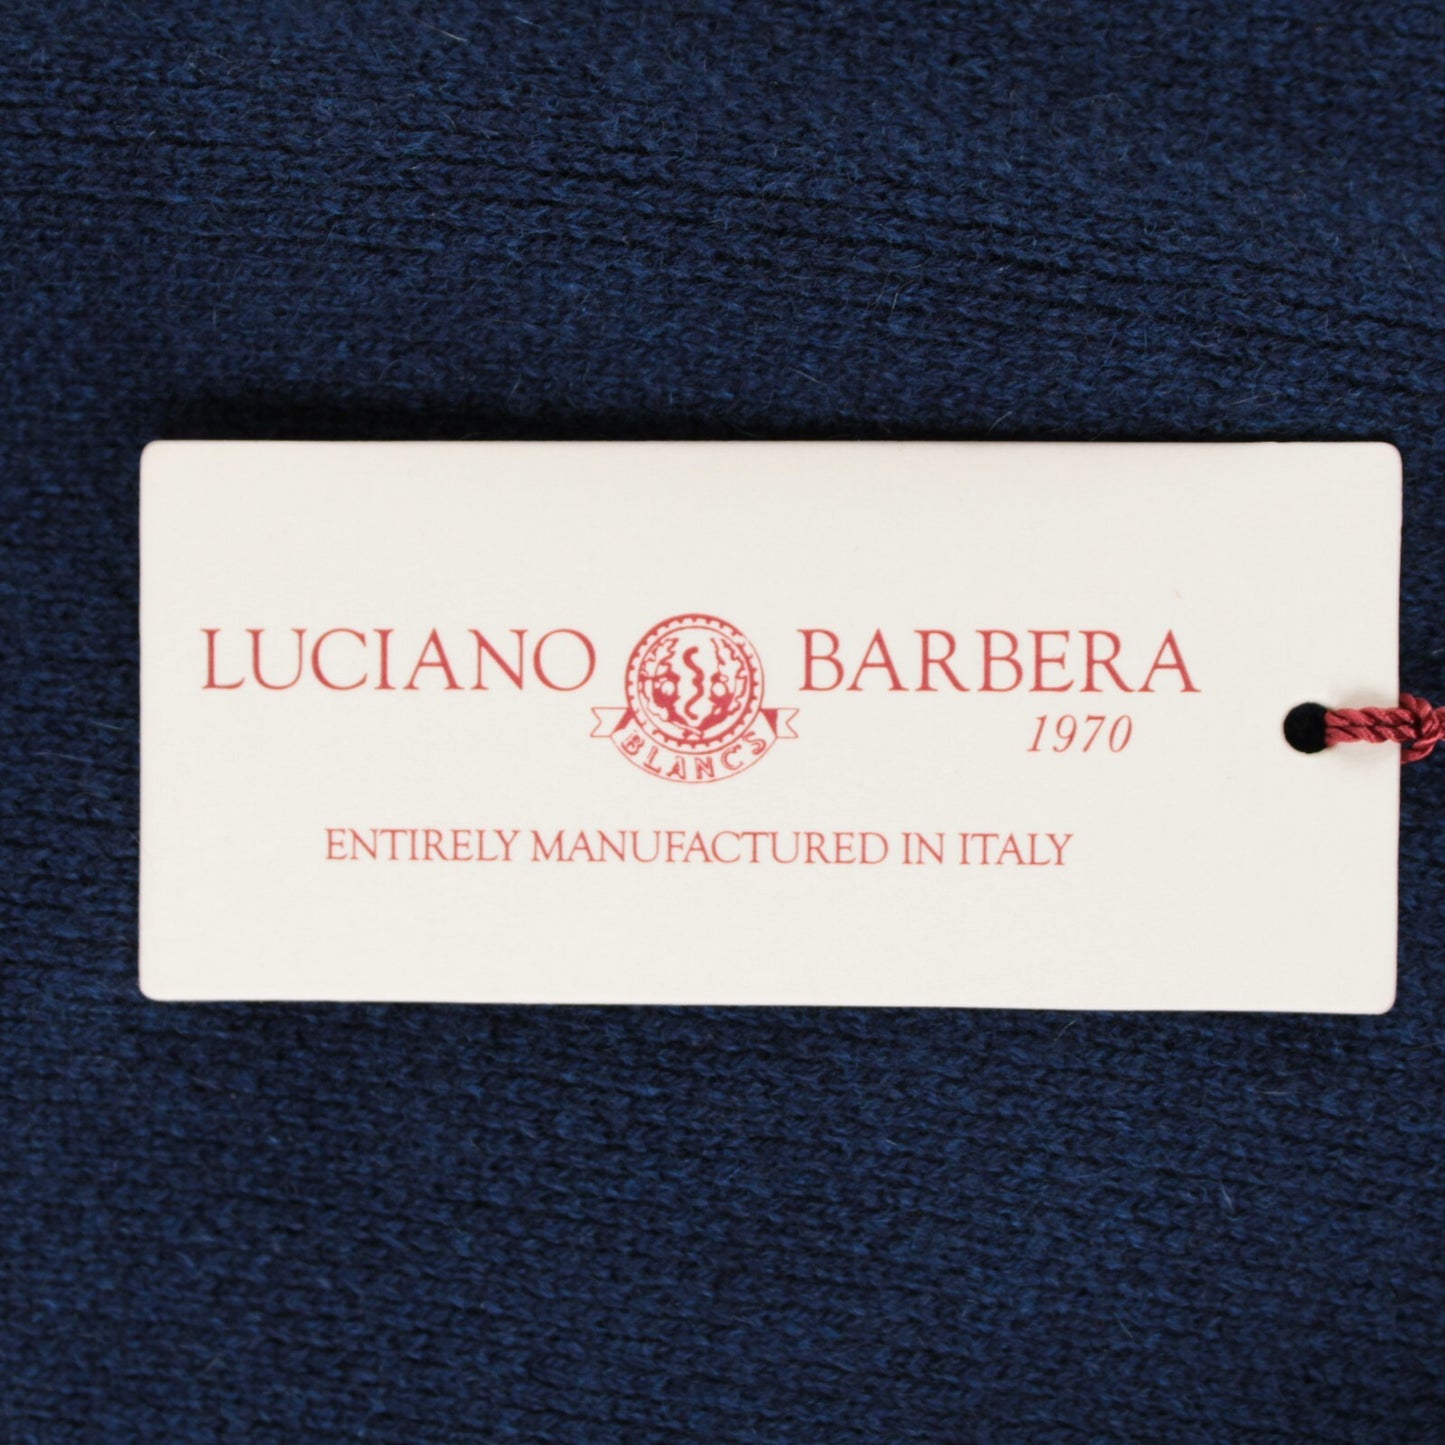 LUCIANO BARBERA
1970
BLANCS
ENTIRELY MANUFACTURED IN ITALY